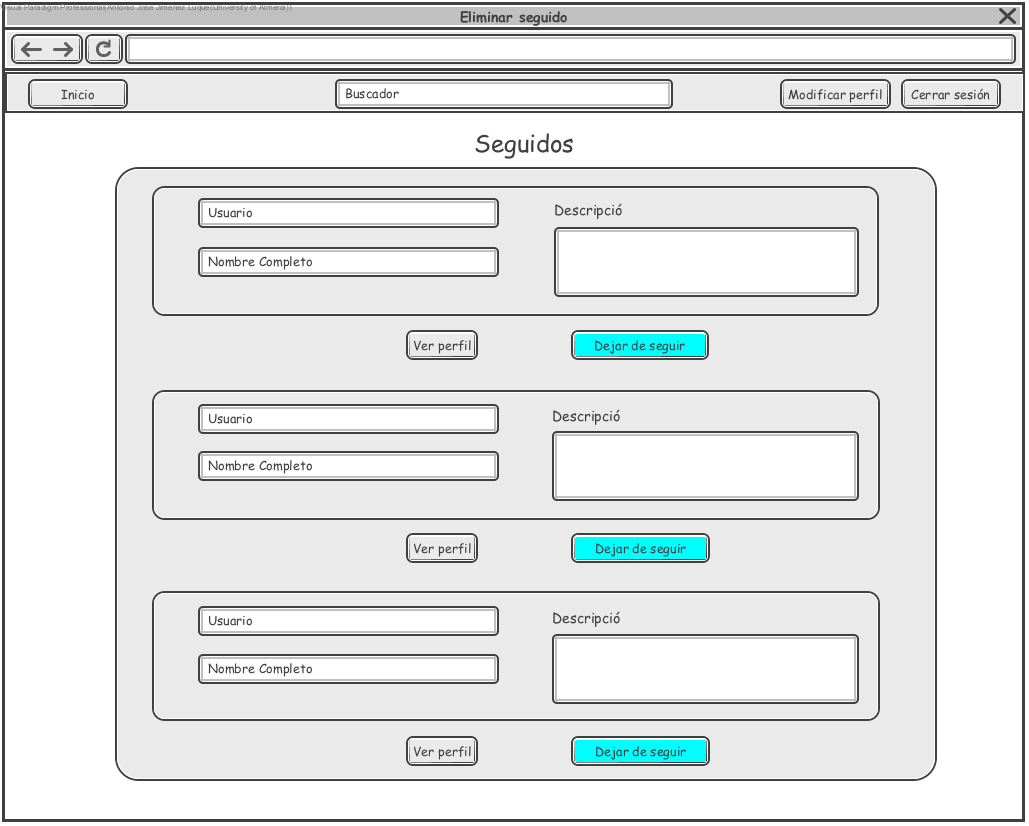 Visual Paradigm Professional(Antonio José Jiménez Luque(University of Almeria))
Eliminar seguido
Inicio
Buscador
Modificar perfil
Cerrar sesión
Seguidos
Usuario
Descripció
Nombre Completo
Ver perfil
Dejar de seguir
Usuario
Descripció
Nombre Completo
Ver perfil
Dejar de seguir
Usuario
Descripció
Nombre Completo
Ver perfil
Dejar de seguir